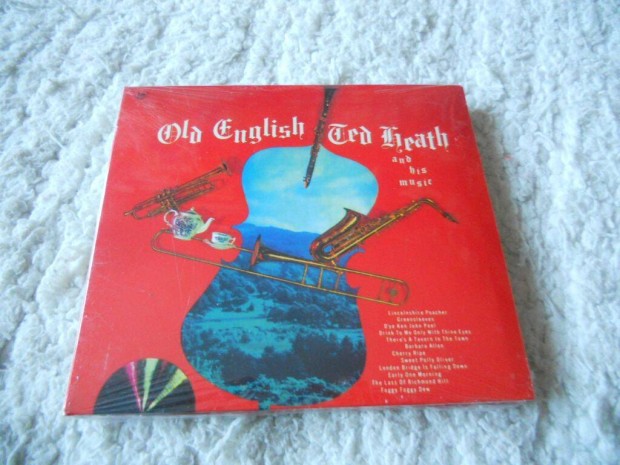 Old English Ted Heath
and
his
music
Lincolnshire Poacher
Greensleeves
D'ye Ken John Peel
Drink To Me Only With Thine Eyes
There's A Tavern In The Town
Barbara Allen
Cherry Ripe
Sweet Polly Oliver
London Bridge Is Falling Down
Early One Morning
The Lass Of Richmond Hill
Foggy Foggy Dew